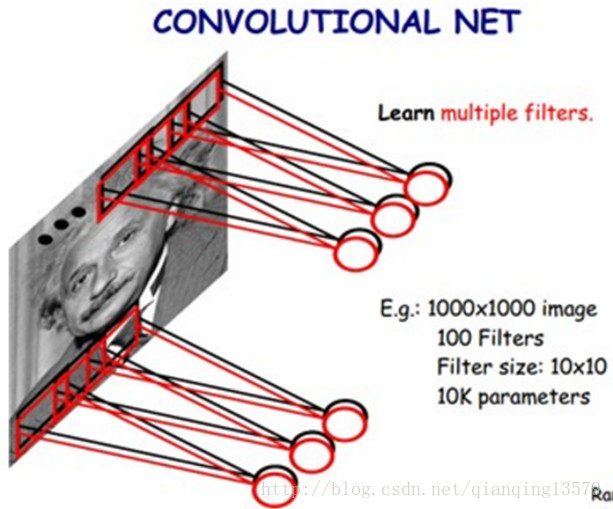 CONVOLUTIONAL NET
Learn multiple filters.
E.g.: 1000x1000 image
100 Filters
Filter size: 10x10
10K parameters
http://blog.csdn.net/qianqing13579